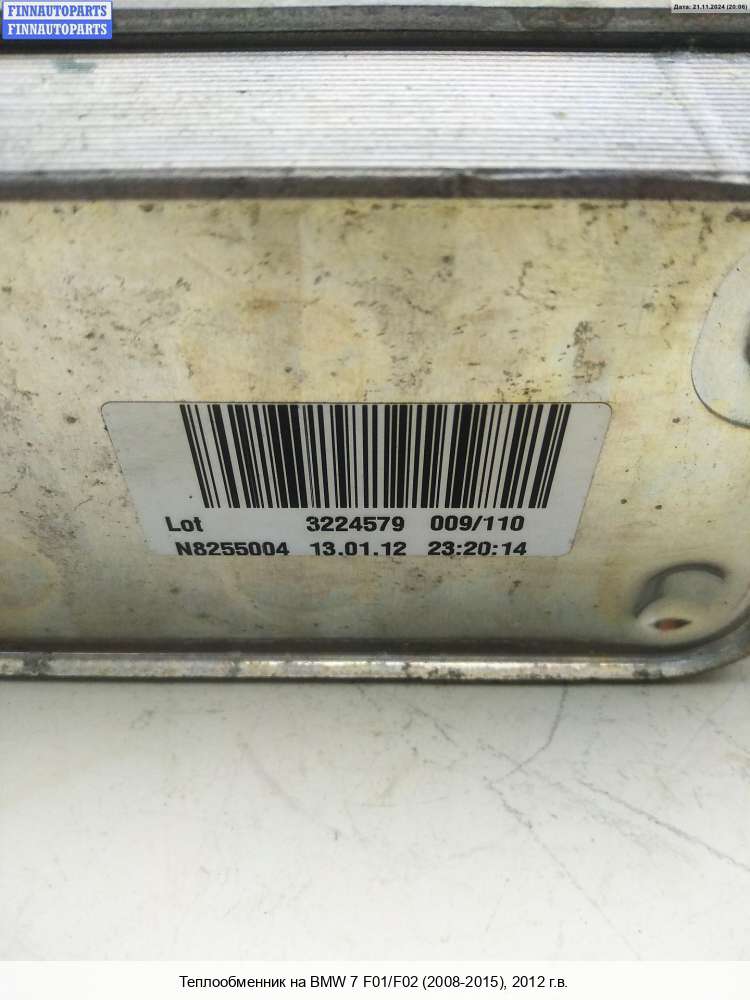 FINNAUTOPARTS
FINNAUTOPARTS
Дата: 21.11.2024 (20:06)
Lot 3224579 009/110
N8255004 13.01.12 23:20:14
Теплообменник на BMW 7 F01/F02 (2008-2015), 2012 г.в.